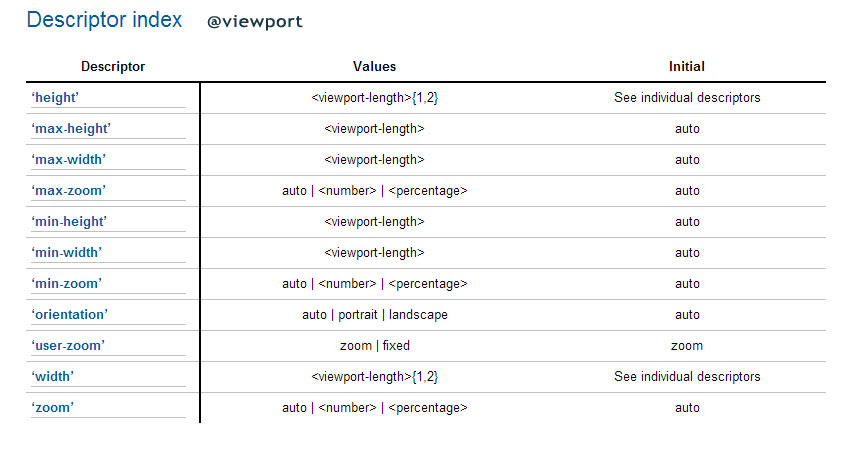 Descriptor index @viewport
Descriptor Values Initial
‘height’ <viewport-length>{1,2} See individual descriptors
‘max-height’ <viewport-length> auto
‘max-width’ <viewport-length> auto
‘max-zoom’ auto | <number> | <percentage> auto
‘min-height’ <viewport-length> auto
‘min-width’ <viewport-length> auto
‘min-zoom’ auto | <number> | <percentage> auto
‘orientation’ auto | portrait | landscape auto
‘user-zoom’ zoom | fixed zoom
‘width’ <viewport-length>{1,2} See individual descriptors
‘zoom’ auto | <number> | <percentage> auto